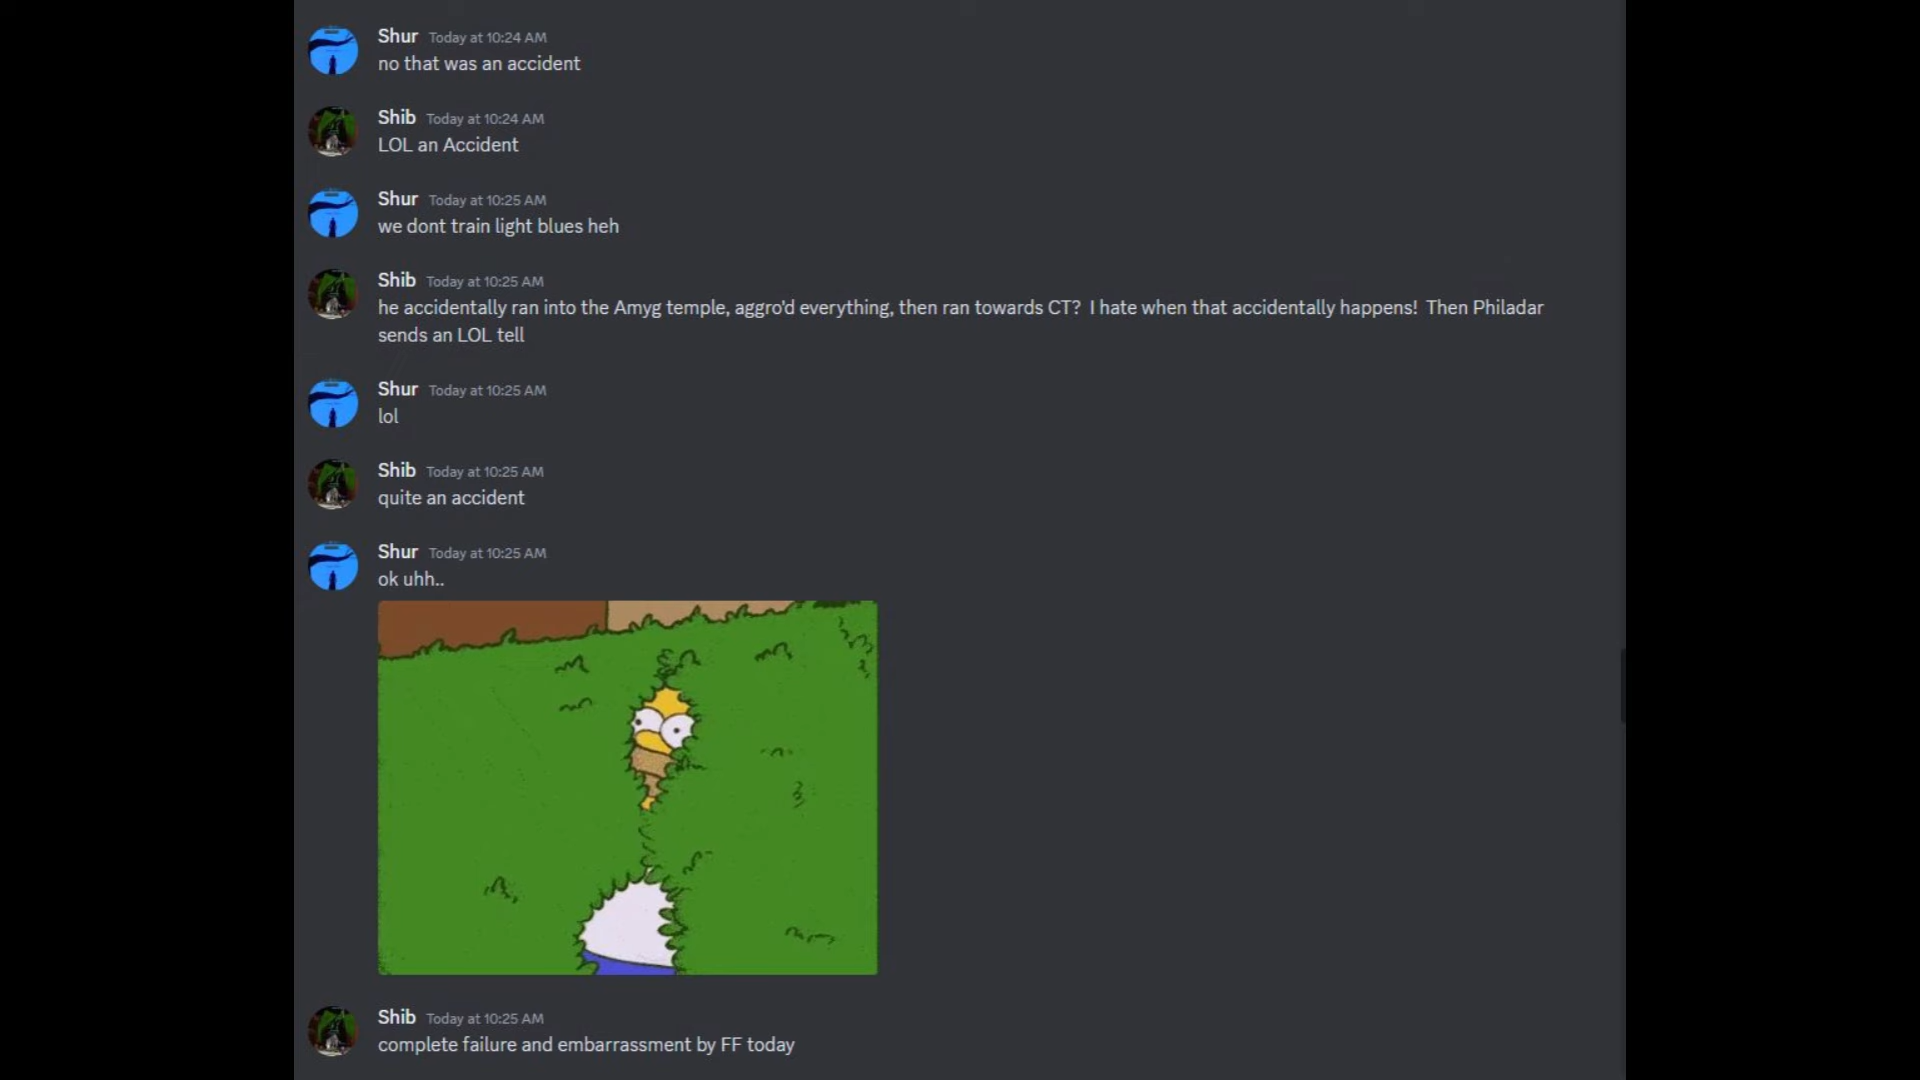 Shur Today at 10:24 AM
no that was an accident
Shib Today at 10:24 AM
LOL an Accident
Shur Today at 10:25 AM
we dont train light blues heh
Shib Today at 10:25 AM
he accidentally ran into the Amyg temple, aggro'd everything, then ran towards CT?  I hate when that accidentally happens!  Then Philadar
sends an LOL tell
Shur Today at 10:25 AM
lol
Shib Today at 10:25 AM
quite an accident
Shur Today at 10:25 AM
ok uhh..
Shib Today at 10:25 AM
complete failure and embarrassment by FF today